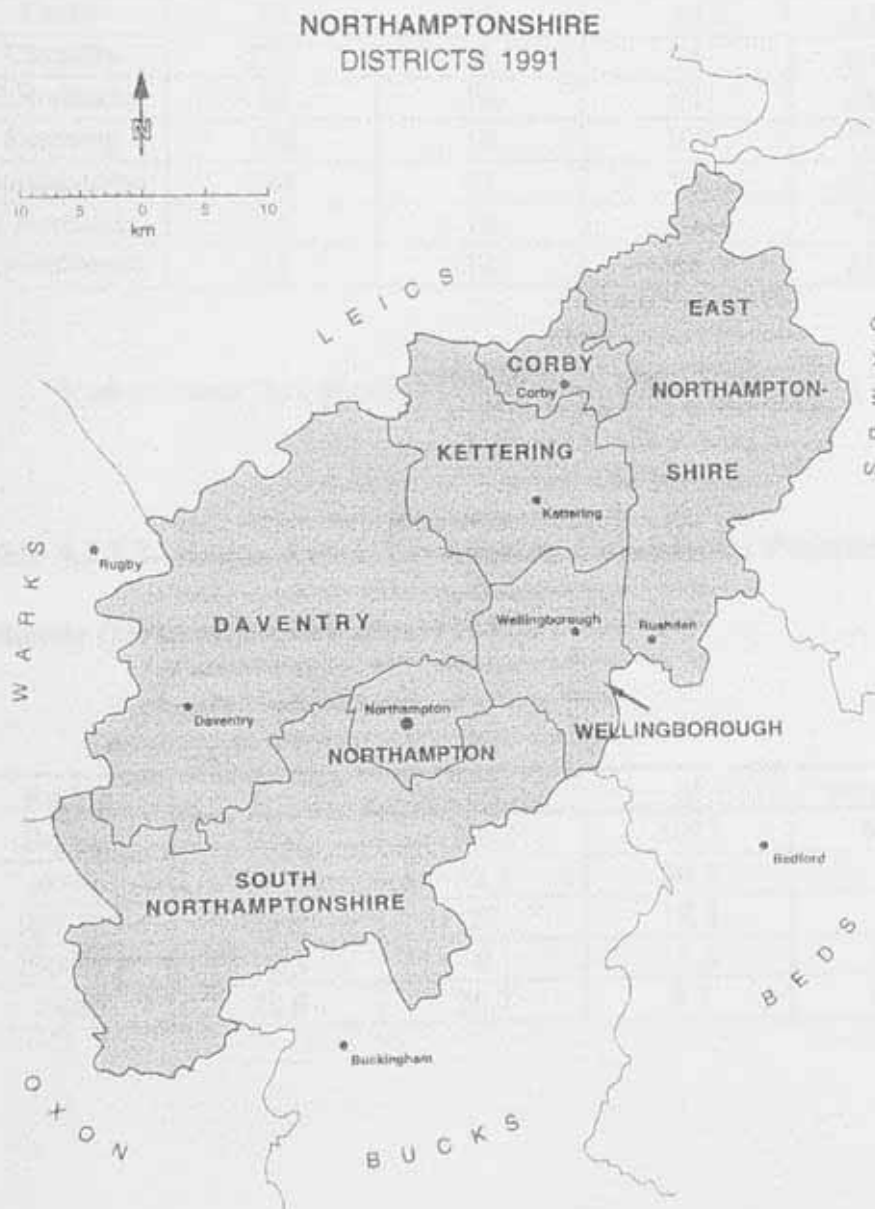 NORTHAMPTONSHIRE
DISTRICTS 1991
N
10 5 0 5 10
km
LEICS
EAST
NORTHAMPTON-
SHIRE
CORBY
Corby
KETTERING
Kettering
WARKS
Rugby
DAVENTRY
Daventry
Wellingborough
Rushden
Northampton
NORTHAMPTON
WELLINGBOROUGH
Bedford
SOUTH
NORTHAMPTONSHIRE
BEDS
Buckingham
OXON
BUCKS